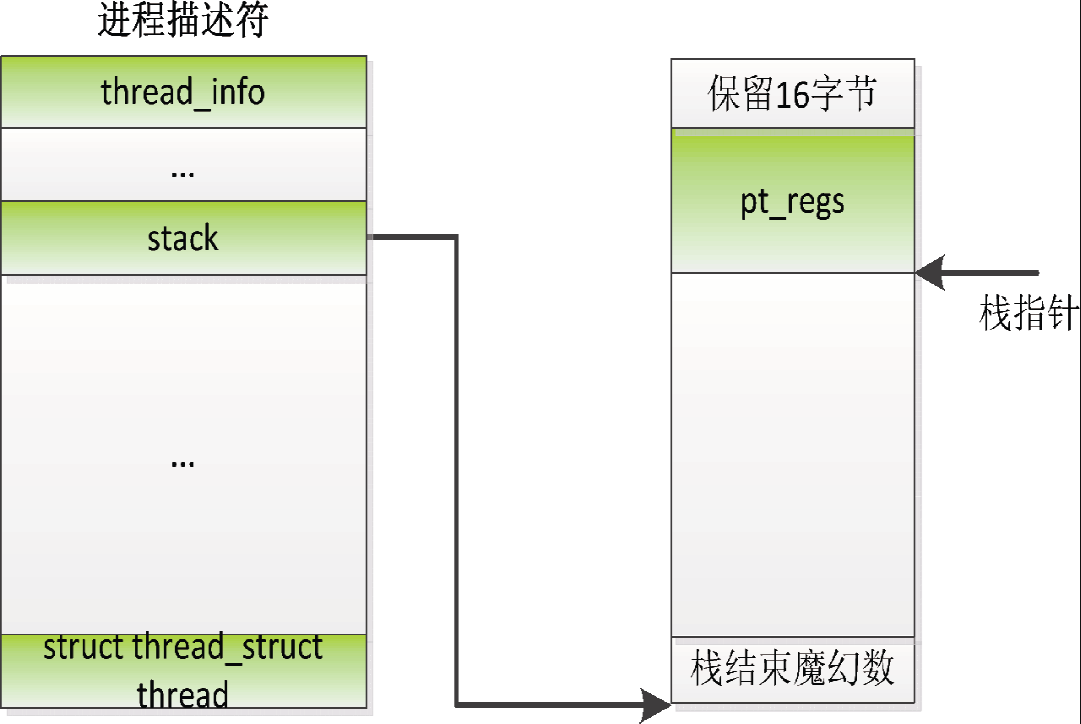 进程描述符
thread_info
...
stack
...
struct thread_struct
thread
保留16字节
pt_regs
栈指针
栈结束魔幻数